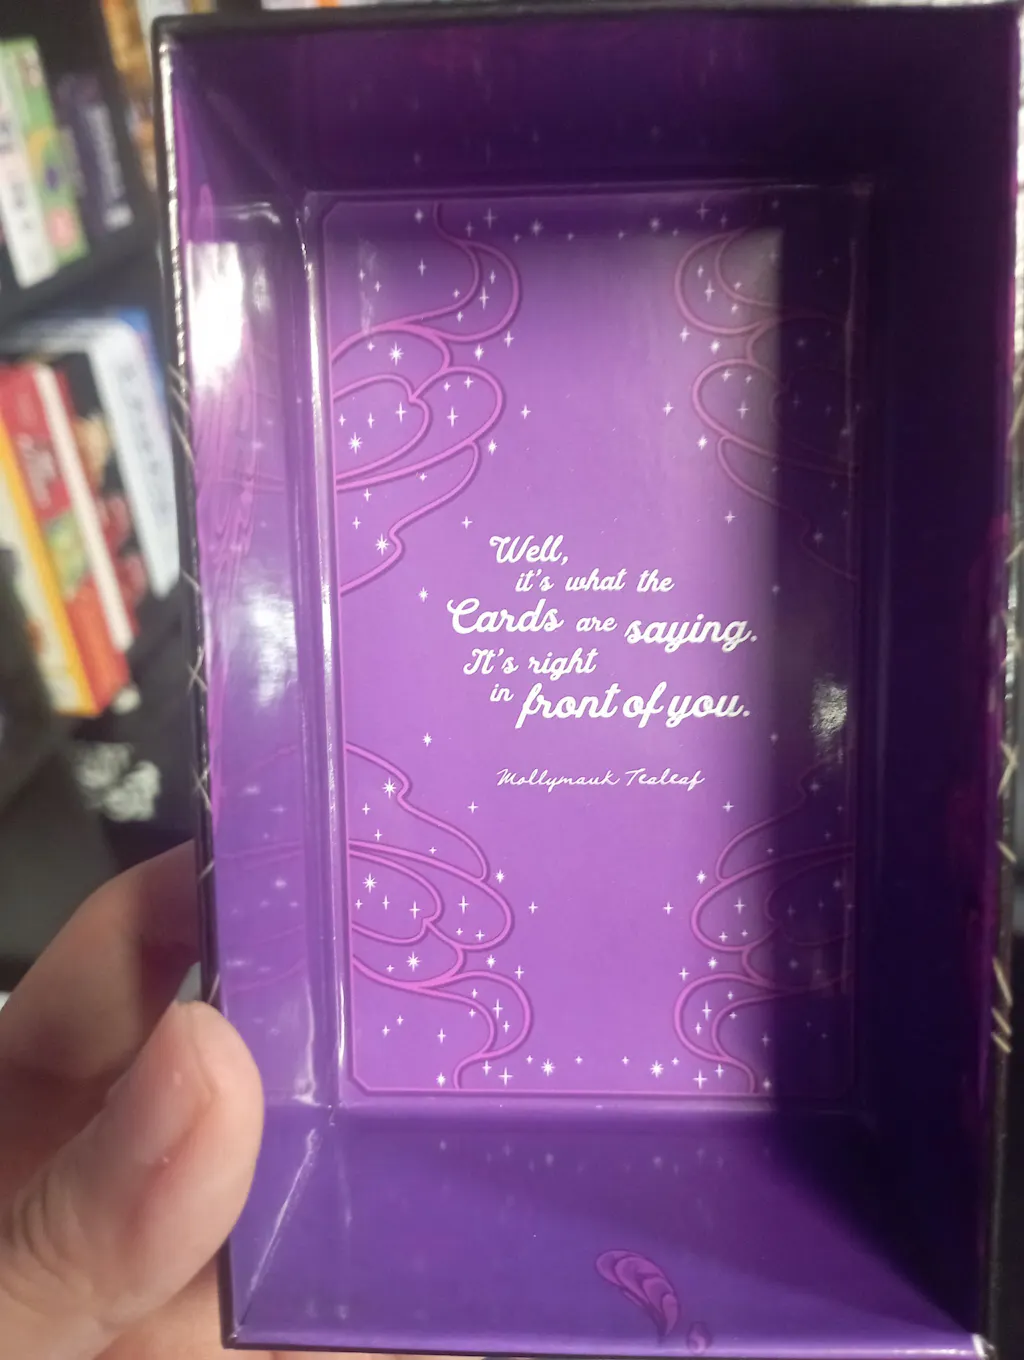 Well,
it's what the
Cards are saying.
It's right
in front of you.
Mollymauk Tealeaf